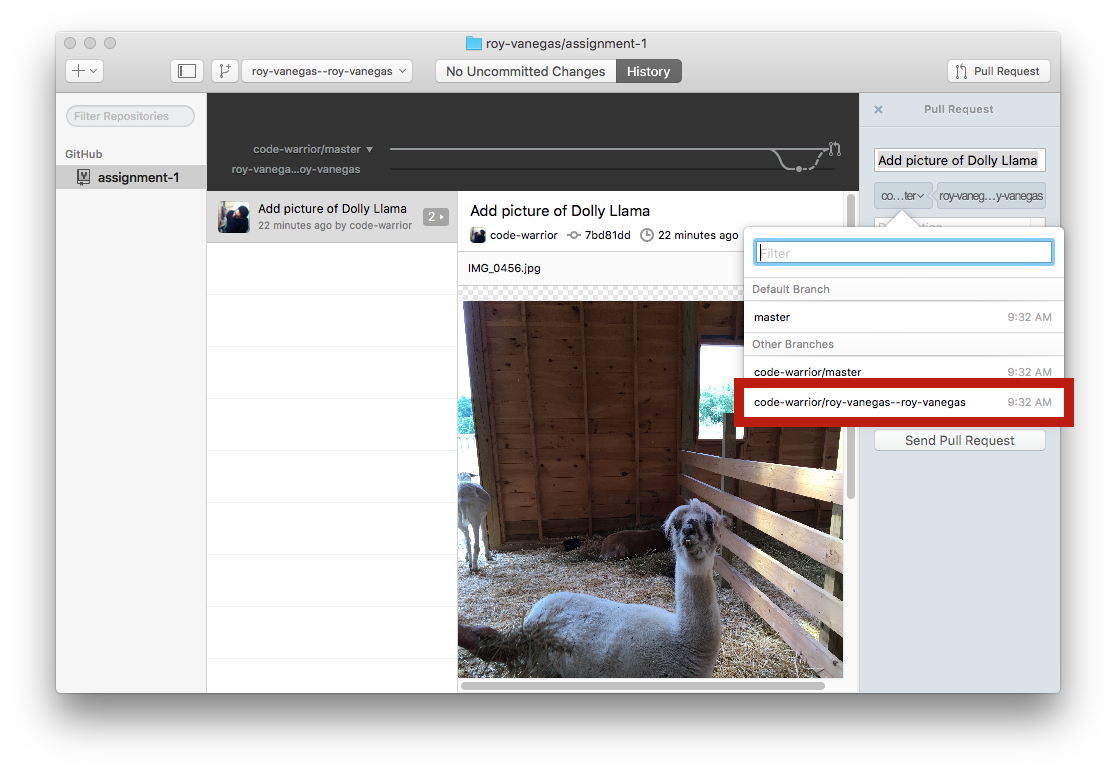 roy-vanegas/assignment-1
roy-vanegas--roy-vanegas
No Uncommitted Changes
History
Pull Request
Filter Repositories
GitHub
assignment-1
code-warrior/master
roy-vanega...oy-vanegas
Pull Request
Add picture of Dolly Llama
co...ter
roy-vaneg...y-vanegas
Add picture of Dolly Llama
22 minutes ago by code-warrior
2
Add picture of Dolly Llama
code-warrior 7bd81dd 22 minutes ago
IMG_0456.jpg
Filter
Default Branch
master 9:32 AM
Other Branches
code-warrior/master 9:32 AM
code-warrior/roy-vanegas--roy-vanegas 9:32 AM
Send Pull Request